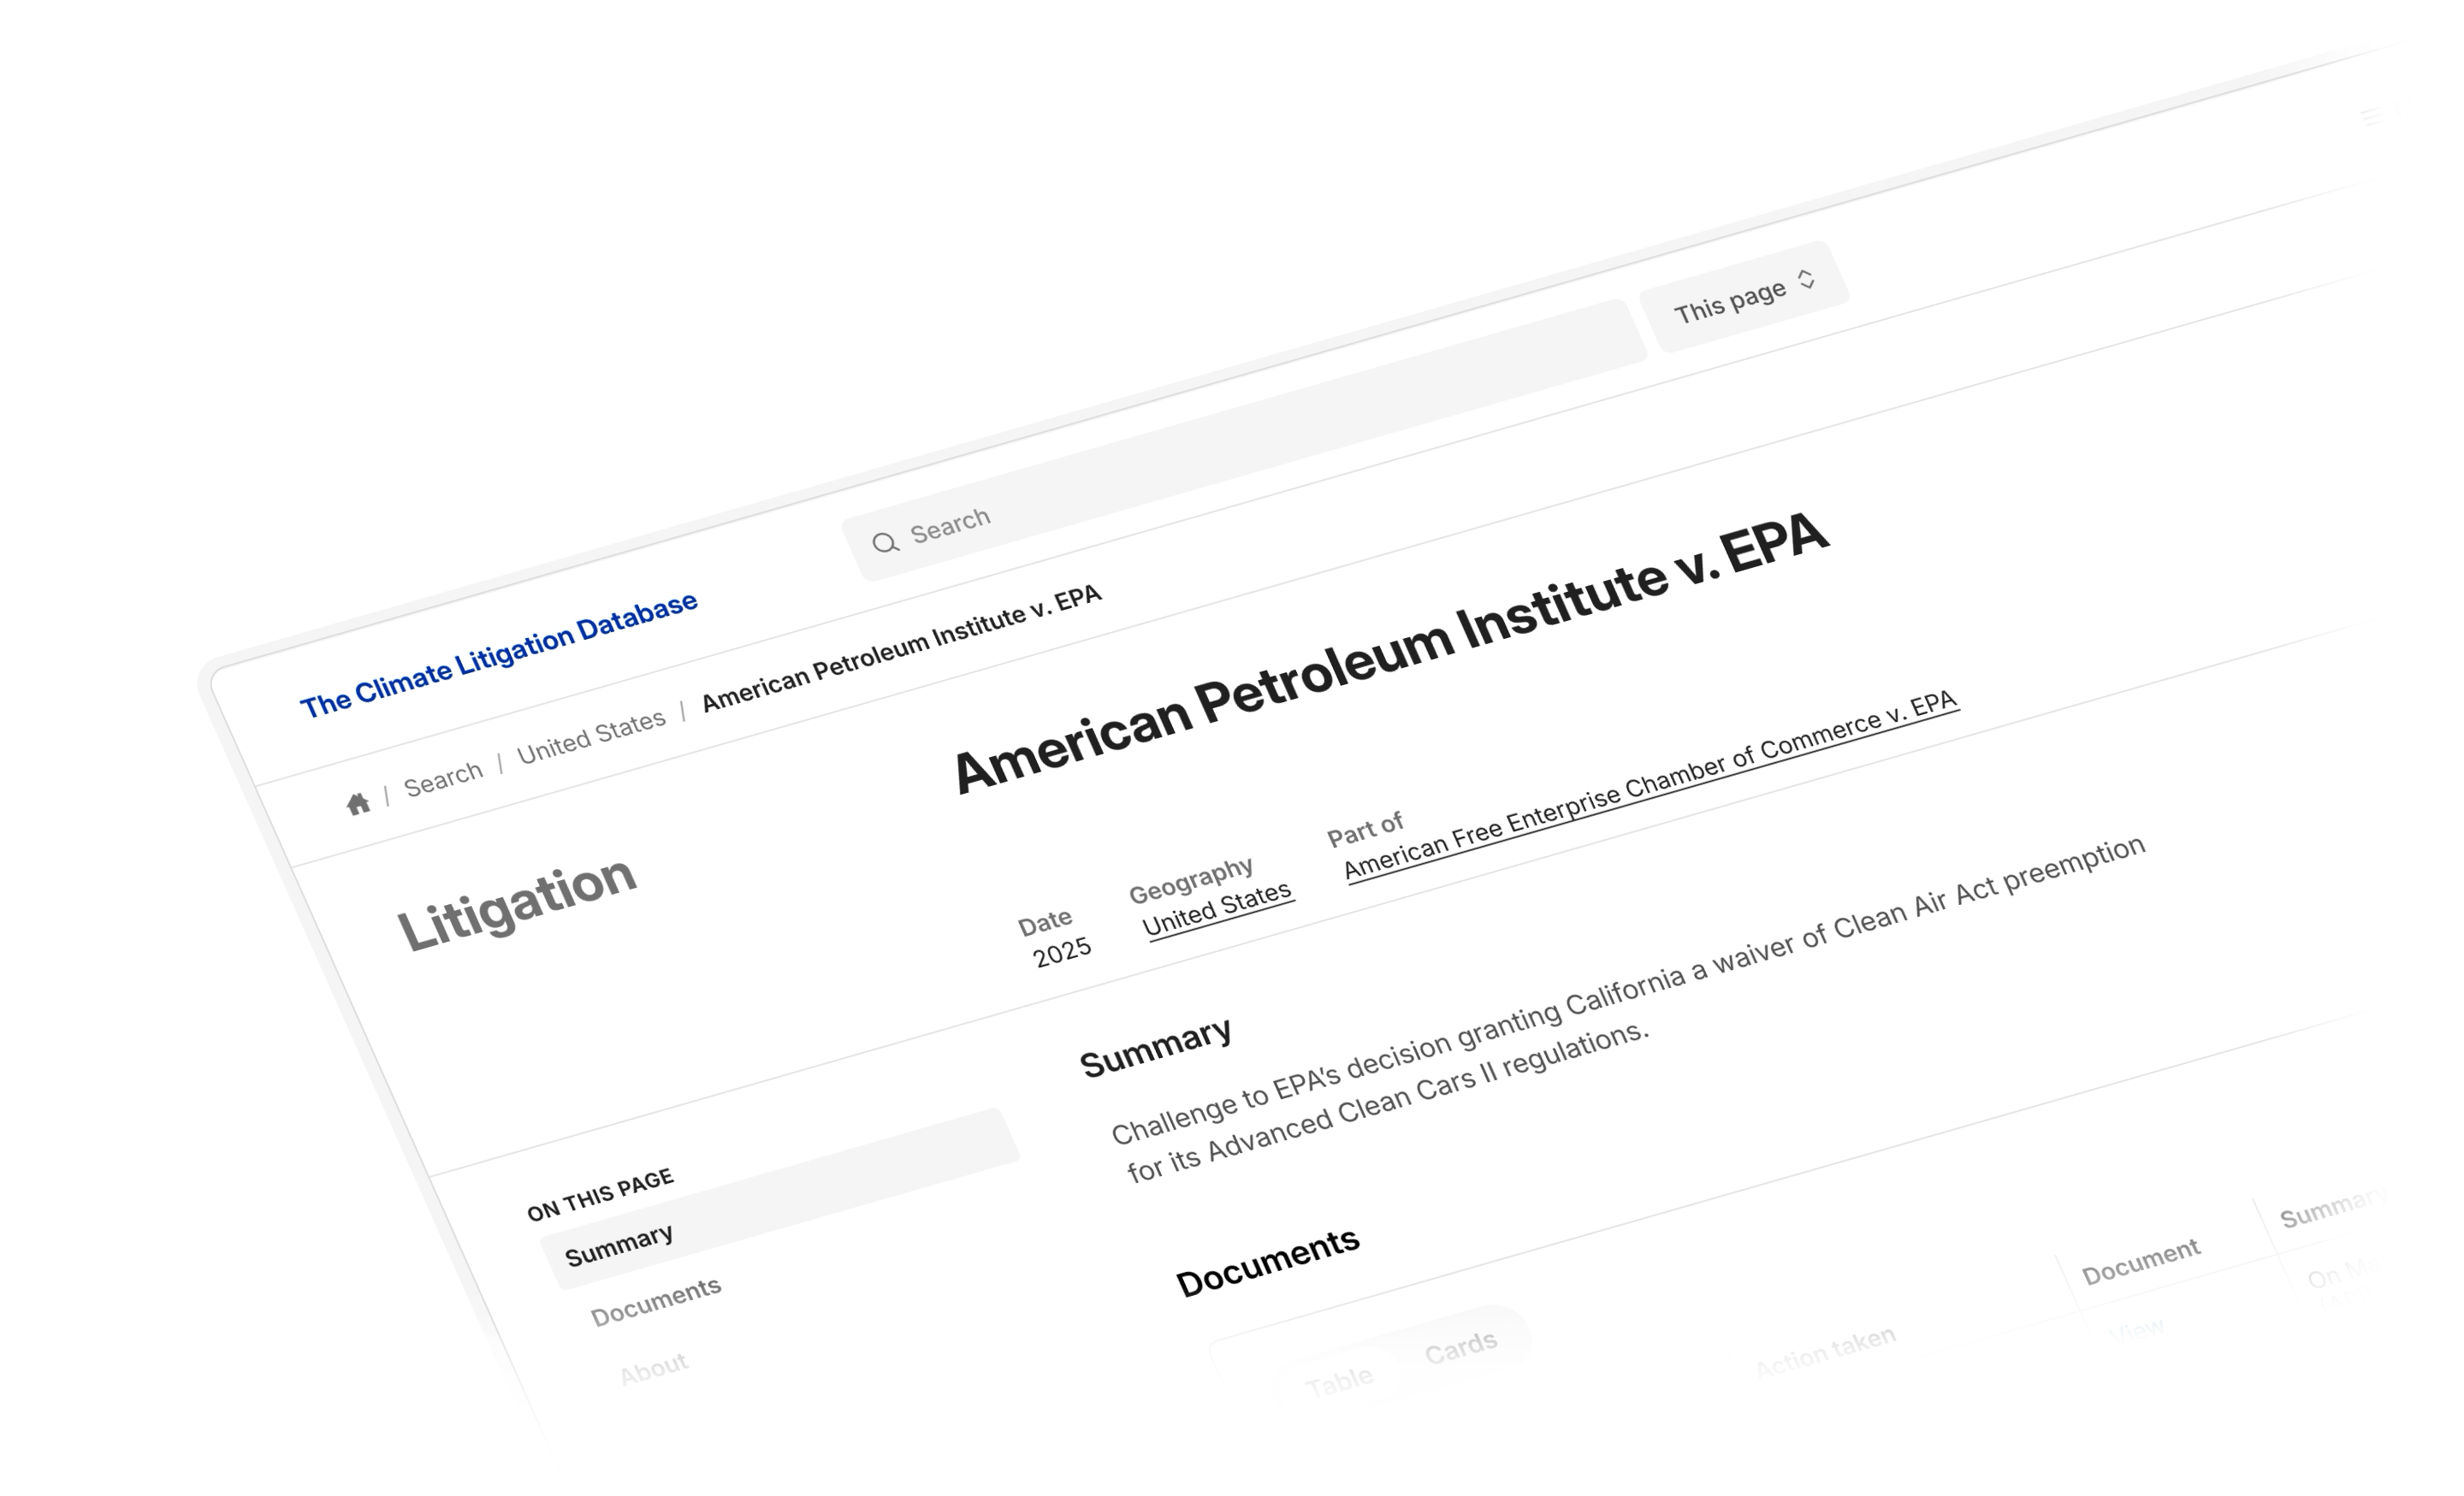 The Climate Litigation Database
Search
This page
/ Search / United States / American Petroleum Institute v. EPA
Litigation
American Petroleum Institute v. EPA
Date
2025
Geography
United States
Part of
American Free Enterprise Chamber of Commerce v. EPA
ON THIS PAGE
Summary
Documents
About
Summary
Challenge to EPA's decision granting California a waiver of Clean Air Act preemption
for its Advanced Clean Cars II regulations.
Documents
Table
Cards
Action taken
Document
Summary
View
On